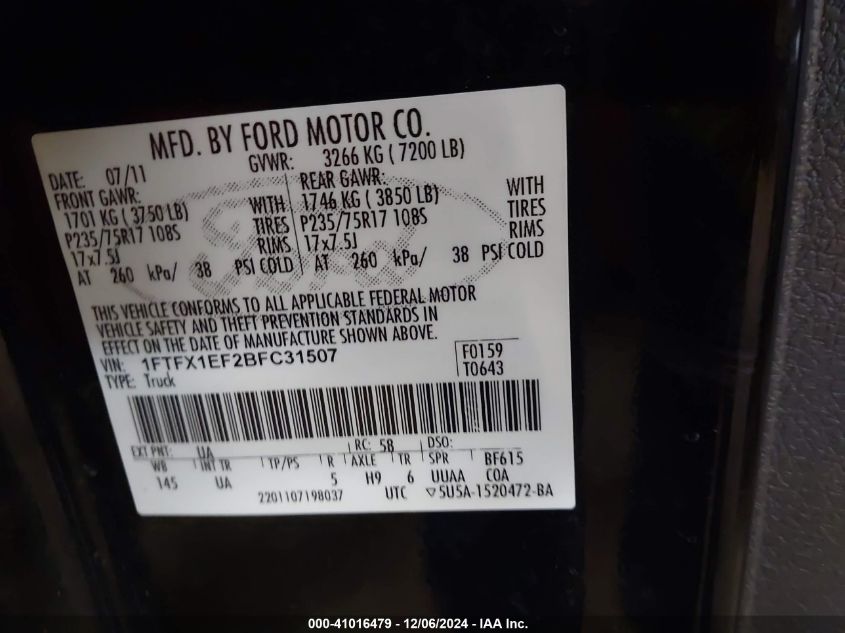 MFD. BY FORD MOTOR CO.
DATE: 07/11 GVWR: 3266 KG ( 7200 LB)
FRONT GAWR: REAR GAWR:
1701 KG ( 3750 LB) WITH 1746 KG ( 3850 LB) WITH
P235/75R17 108S TIRES P235/75R17 108S TIRES
17x7.5J RIMS 17x7.5J RIMS
AT 260 kPa/ 38 PSI COLD AT 260 kPa/ 38 PSI COLD
THIS VEHICLE CONFORMS TO ALL APPLICABLE FEDERAL MOTOR
VEHICLE SAFETY AND THEFT PREVENTION STANDARDS IN
EFFECT ON THE DATE OF MANUFACTURE SHOWN ABOVE.
VIN: 1FTFX1EF2BFC31507 F0159
TYPE: Truck T0643
EXT PNT: UA RC: 58 DSO:
WB INT TR TP/PS R AXLE TR SPR BF615
145 UA 5 H9 6 UUAA COA
2201107198037 UTC ▽5U5A-1520472-BA
000-41016479 - 12/06/2024 - IAA Inc.